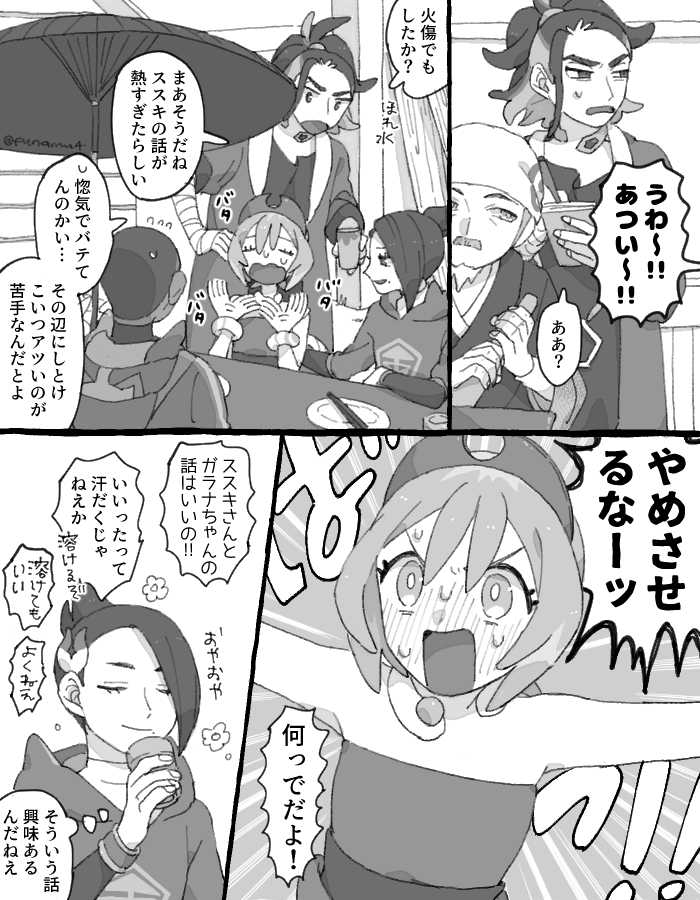 うわ〜!!
あつい〜!!
ああ?
火傷でも
したか?
ほれ水
まあそうだね
ススキの話が
熱すぎたらしい
バタ
バタ
バタ
惚気でバテて
んのかい…
その辺にしとけ
こいつアツいのが
苦手なんだとよ
@funamu4
やめさせ
るなーッ
何っでだよ!
ススキさんと
ガラナちゃんの
話はいいの!!
いいったって
汗だくじゃ
ねえか
溶けるぞ
溶けても
いい
よくねえ
おやおや
そういう話
興味ある
んだねえ